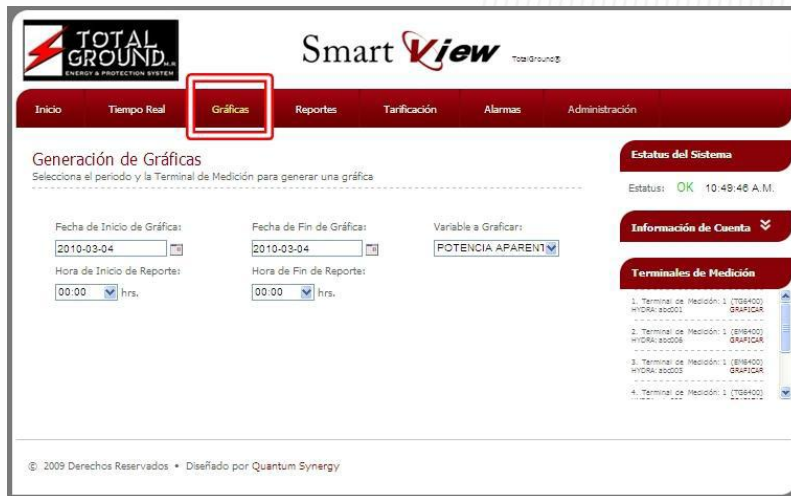 TOTAL
GROUND M.R.
ENERGY & PROTECTION SYSTEM
Smart View TotalGround®
Inicio Tiempo Real Gráficas Reportes Tarificación Alarmas Administración
Generación de Gráficas
Selecciona el periodo y la Terminal de Medición para generar una gráfica
Fecha de Inicio de Gráfica: Fecha de Fin de Gráfica: Variable a Graficar:
2010-03-04 2010-03-04 POTENCIA APARENT
Hora de Inicio de Reporte: Hora de Fin de Reporte:
00:00 hrs. 00:00 hrs.
Estatus del Sistema
Estatus: OK 10:49:46 A.M.
Información de Cuenta
Terminales de Medición
1. Terminal de Medición: 1 (TG6400)
HYDRA: abc001 GRAFICAR
2. Terminal de Medición: 1 (EM6400)
HYDRA: abc006 GRAFICAR
3. Terminal de Medición: 1 (EM6400)
HYDRA: abc005 GRAFICAR
4. Terminal de Medición: 1 (TG6400)
© 2009 Derechos Reservados • Diseñado por Quantum Synergy